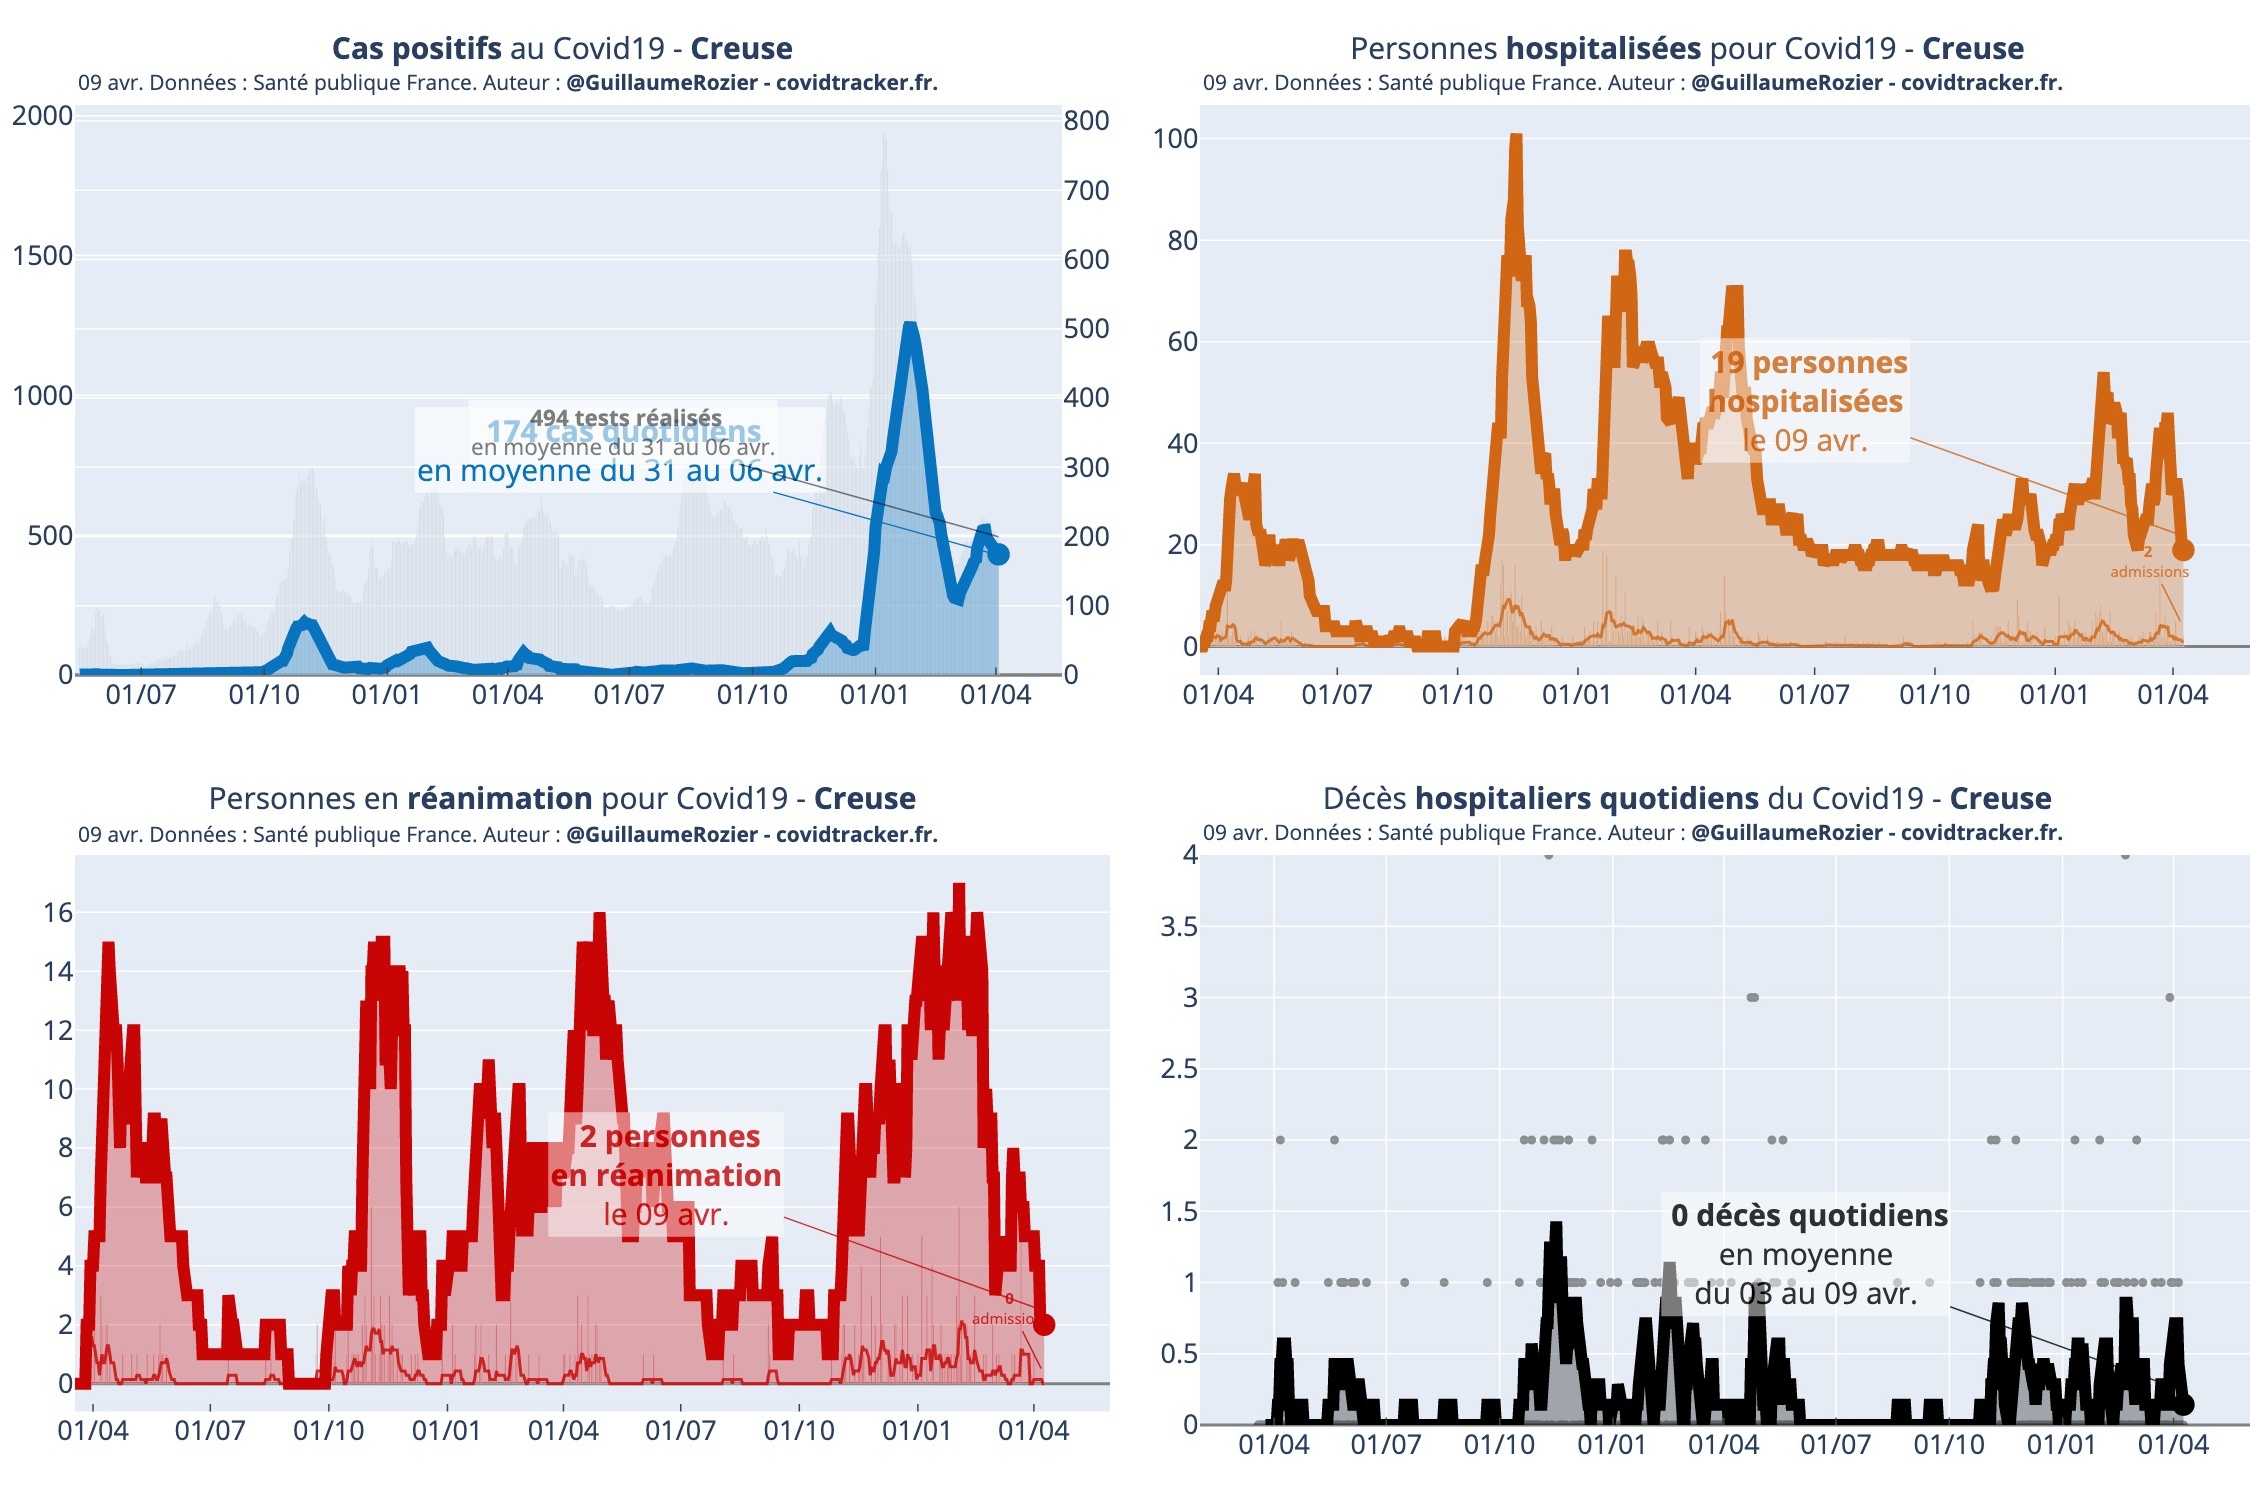 Cas positifs au Covid19 - Creuse
09 avr. Données : Santé publique France. Auteur : @GuillaumeRozier - covidtracker.fr.
2000
1500
1000
500
0
800
700
600
500
400
300
200
100
0
494 tests réalisés
174 cas quotidiens
en moyenne du 31 au 06 avr.
en moyenne du 31 au 06 avr.
01/07 01/10 01/01 01/04 01/07 01/10 01/01 01/04
Personnes hospitalisées pour Covid19 - Creuse
09 avr. Données : Santé publique France. Auteur : @GuillaumeRozier - covidtracker.fr.
100
80
60
40
20
0
19 personnes
hospitalisées
le 09 avr.
2
admissions
01/04 01/07 01/10 01/01 01/04 01/07 01/10 01/01 01/04
Personnes en réanimation pour Covid19 - Creuse
09 avr. Données : Santé publique France. Auteur : @GuillaumeRozier - covidtracker.fr.
16
14
12
10
8
6
4
2
0
2 personnes
en réanimation
le 09 avr.
0
admissio
01/04 01/07 01/10 01/01 01/04 01/07 01/10 01/01 01/04
Décès hospitaliers quotidiens du Covid19 - Creuse
09 avr. Données : Santé publique France. Auteur : @GuillaumeRozier - covidtracker.fr.
4
3.5
3
2.5
2
1.5
1
0.5
0
0 décès quotidiens
en moyenne
du 03 au 09 avr.
01/04 01/07 01/10 01/01 01/04 01/07 01/10 01/01 01/04